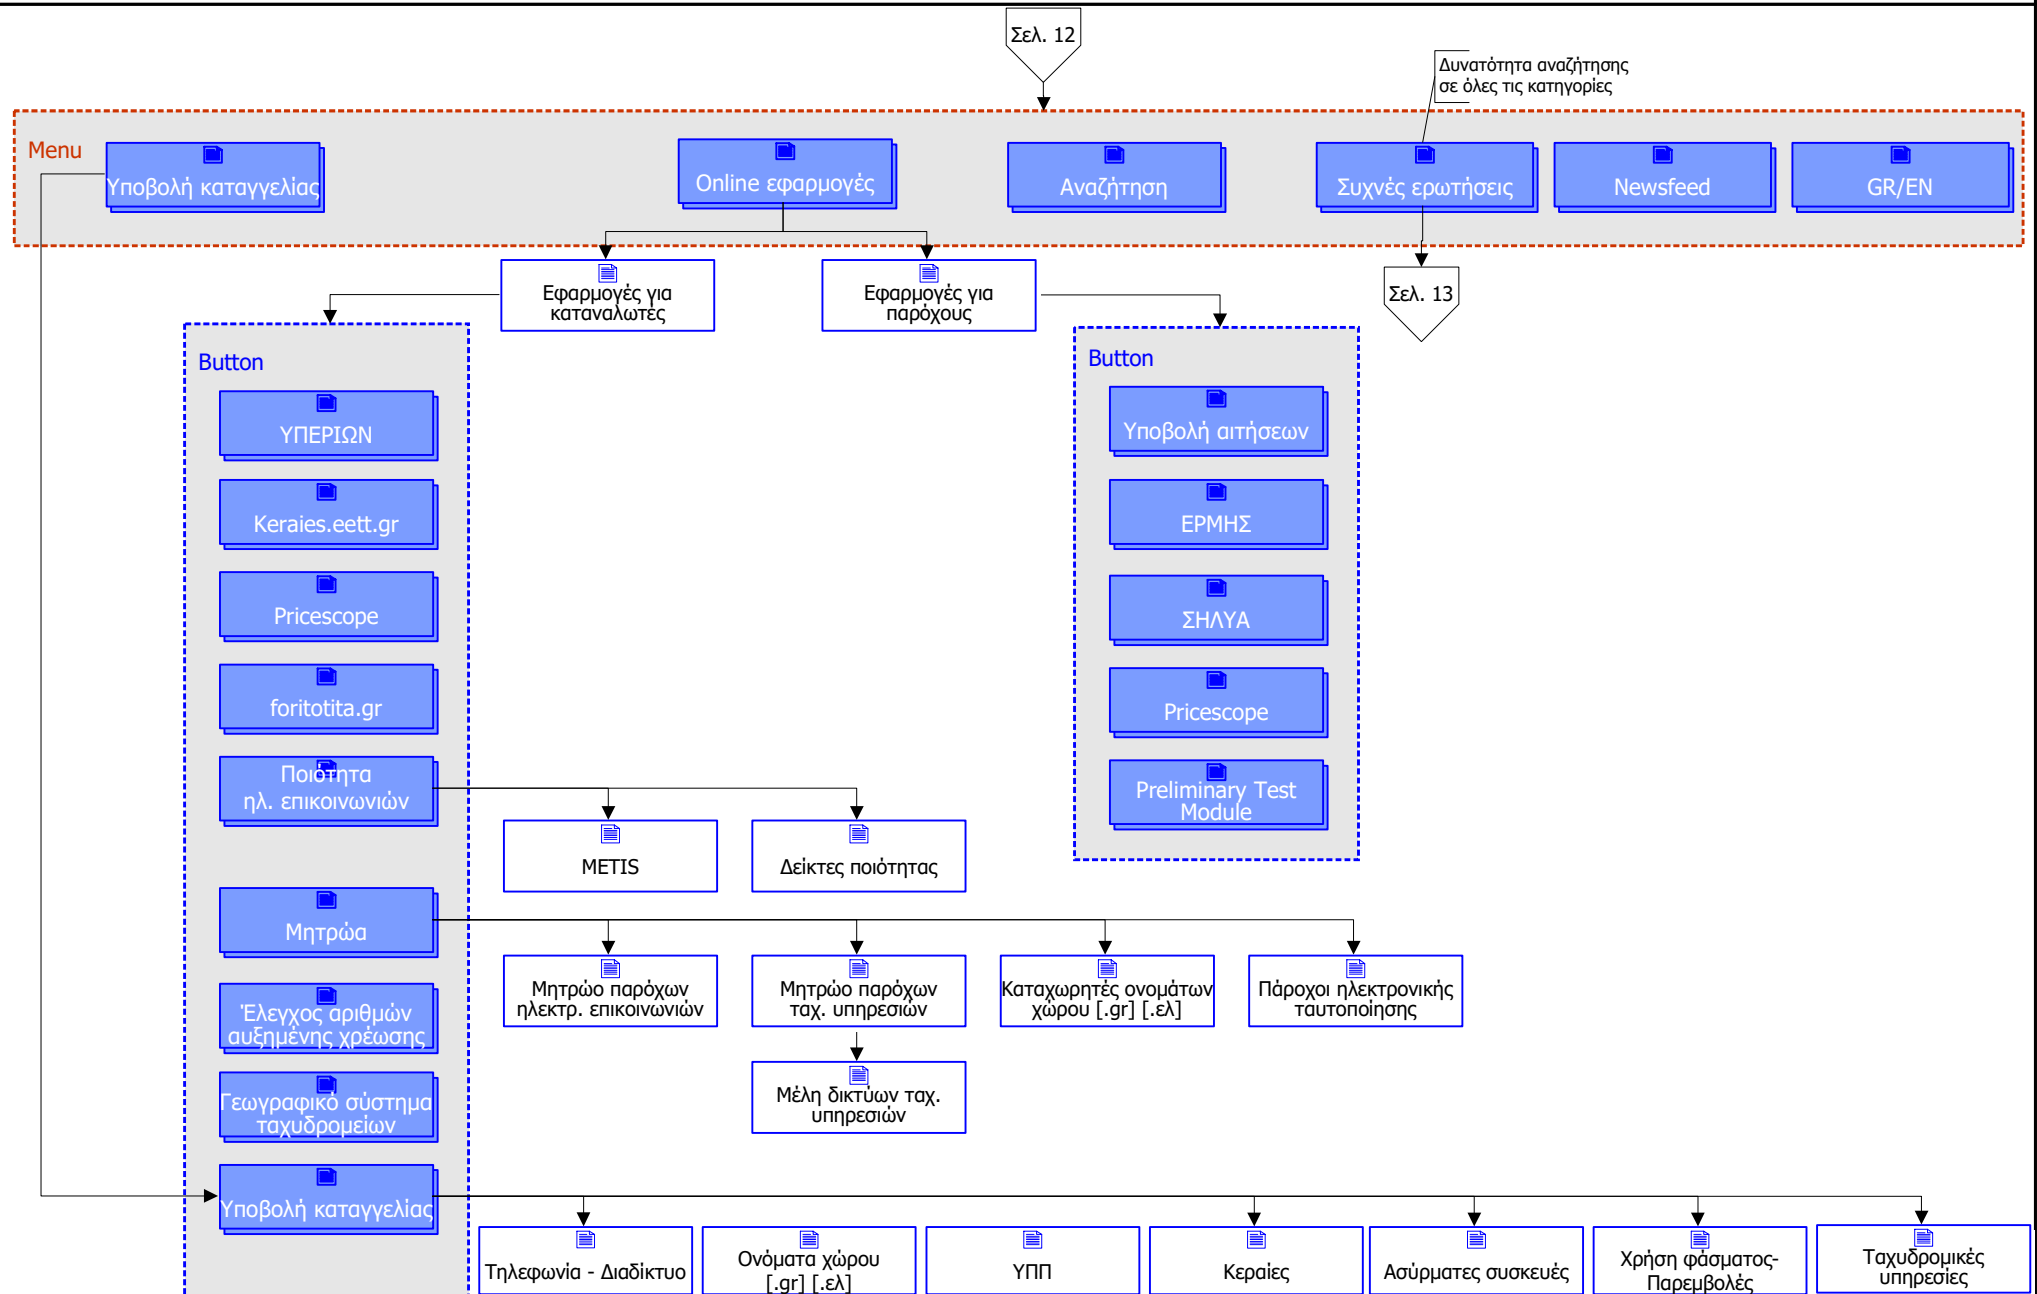 Σελ. 12
Δυνατότητα αναζήτησης
σε όλες τις κατηγορίες
Menu
Υποβολή καταγγελίας
Online εφαρμογές
Αναζήτηση
Συχνές ερωτήσεις
Newsfeed
GR/EN
Εφαρμογές για
καταναλωτές
Εφαρμογές για
παρόχους
Σελ. 13
Button
ΥΠΕΡΙΩΝ
Keraies.eett.gr
Pricescope
foritotita.gr
Ποιότητα
ηλ. επικοινωνιών
Button
Υποβολή αιτήσεων
ΕΡΜΗΣ
ΣΗΛΥΑ
Pricescope
Preliminary Test
Module
METIS
Δείκτες ποιότητας
Μητρώα
Μητρώο παρόχων
ηλεκτρ. επικοινωνιών
Μητρώο παρόχων
ταχ. υπηρεσιών
Καταχωρητές ονομάτων
χώρου [.gr] [.ελ]
Πάροχοι ηλεκτρονικής
ταυτοποίησης
Έλεγχος αριθμών
αυξημένης χρέωσης
Μέλη δικτύων ταχ.
υπηρεσιών
Γεωγραφικό σύστημα
ταχυδρομείων
Υποβολή καταγγελίας
Τηλεφωνία - Διαδίκτυο
Ονόματα χώρου
[.gr] [.ελ]
ΥΠΠ
Κεραίες
Ασύρματες συσκευές
Χρήση φάσματος-
Παρεμβολές
Ταχυδρομικές
υπηρεσίες